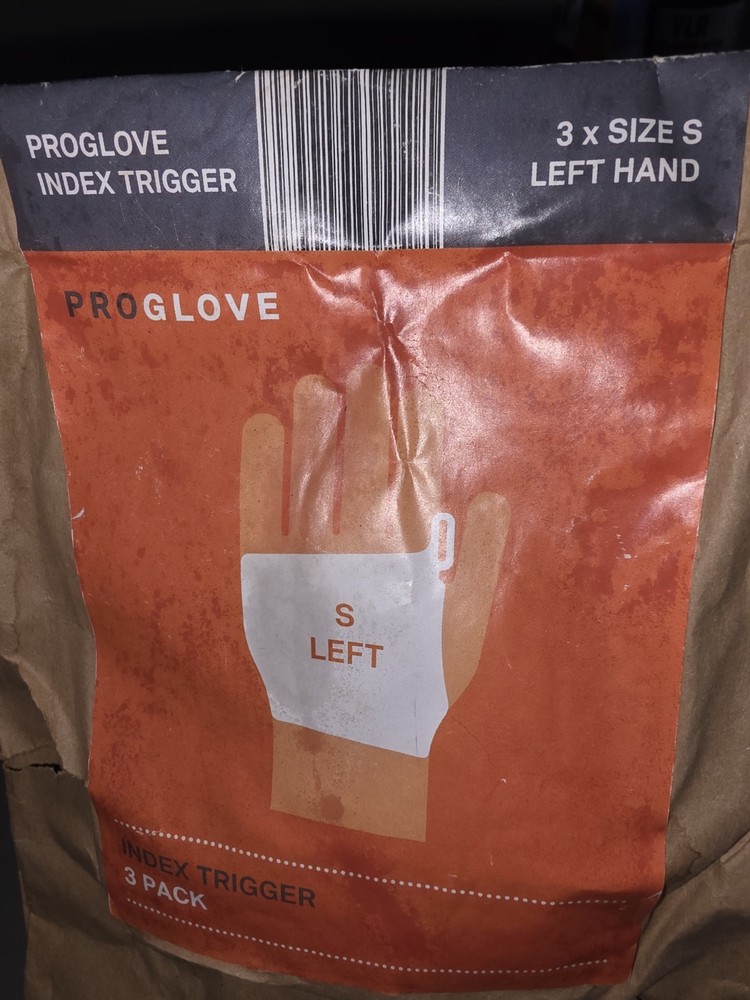 PROGLOVE
INDEX TRIGGER
3 x SIZE S
LEFT HAND
PROGLOVE
S
LEFT
INDEX TRIGGER
3 PACK